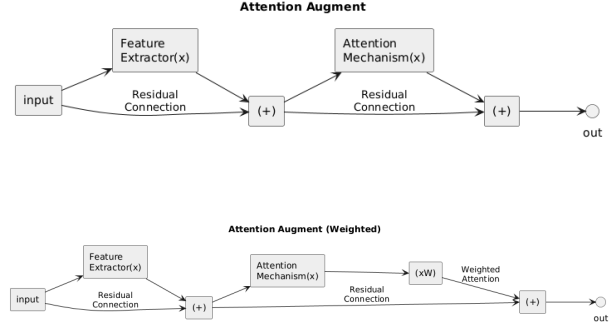 Attention Augment
Feature
Extractor(x)
Attention
Mechanism(x)
input
Residual
Connection
(+)
Residual
Connection
(+)
out
Attention Augment (Weighted)
Feature
Extractor(x)
Attention
Mechanism(x)
(xW)
Weighted
Attention
input
Residual
Connection
(+)
Residual
Connection
(+)
out